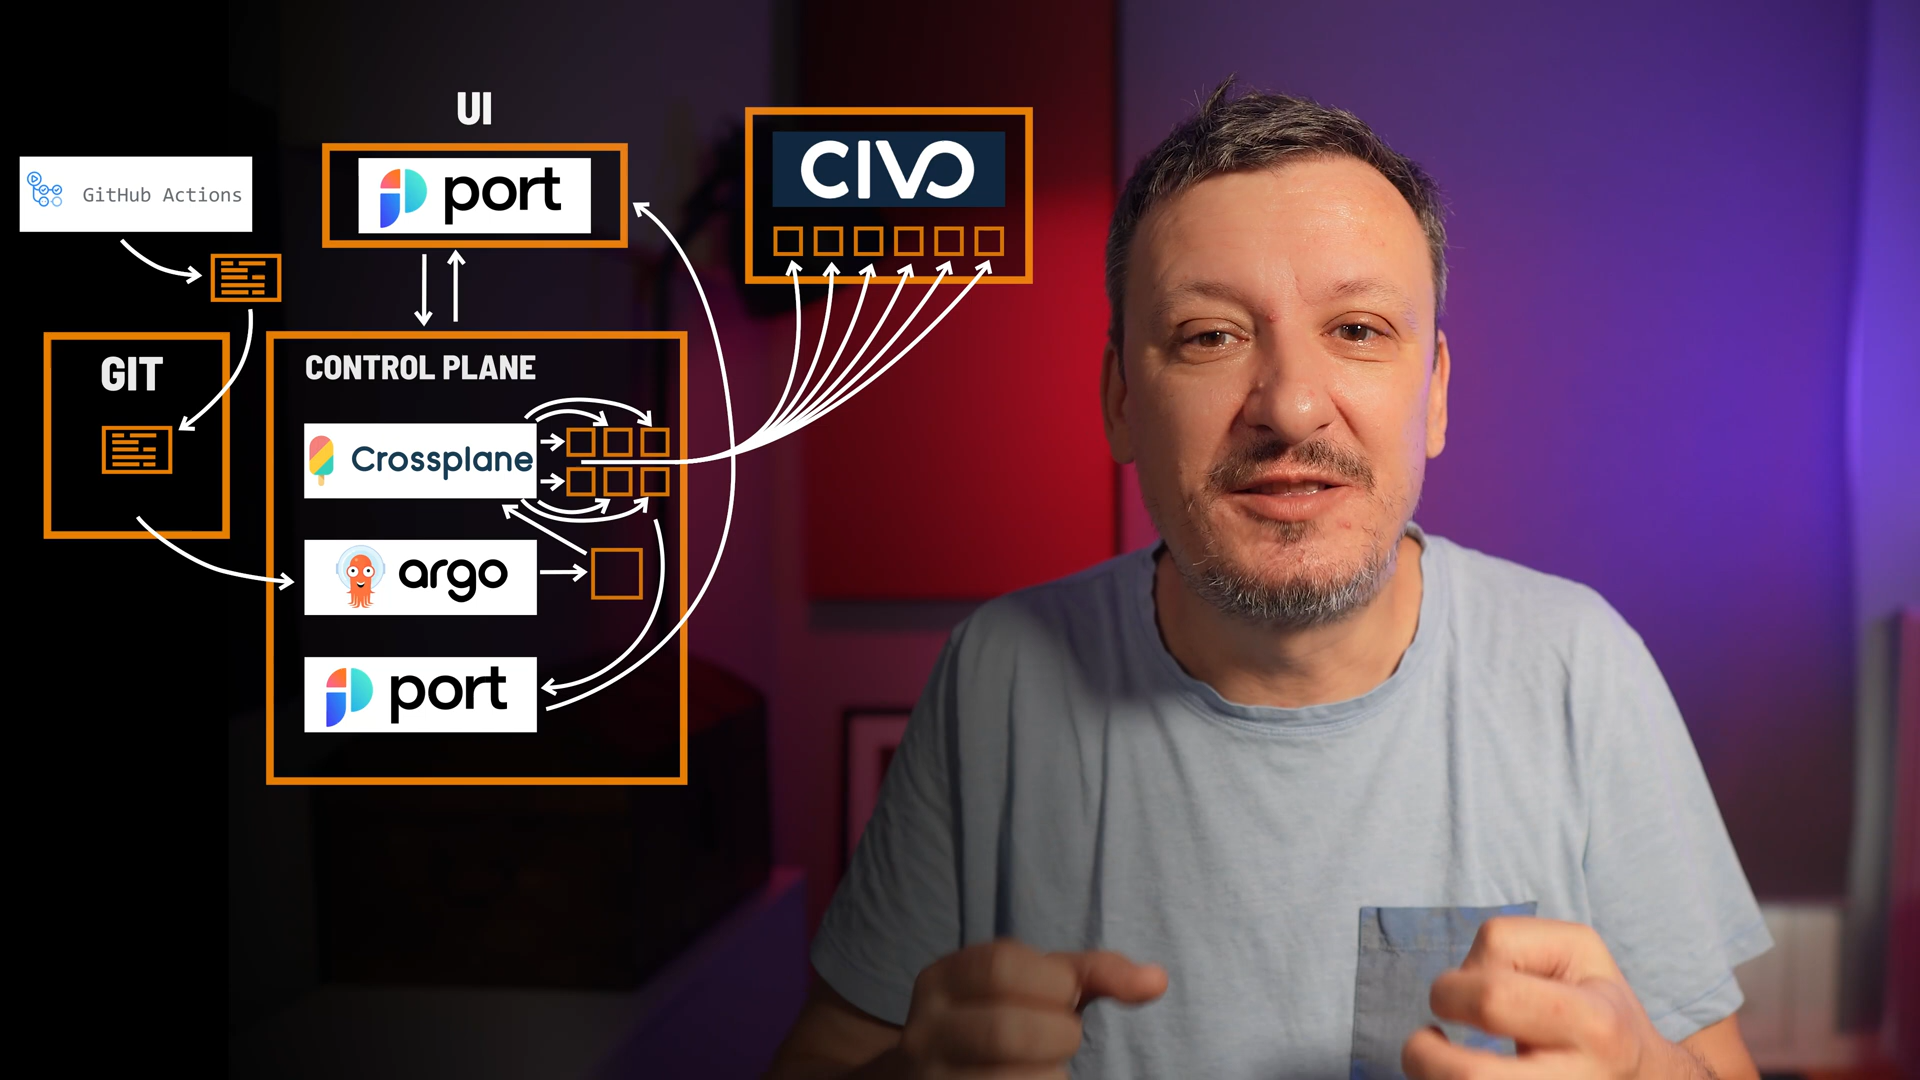 UI
GitHub Actions
port
CIVO
GIT
CONTROL PLANE
Crossplane
argo
port